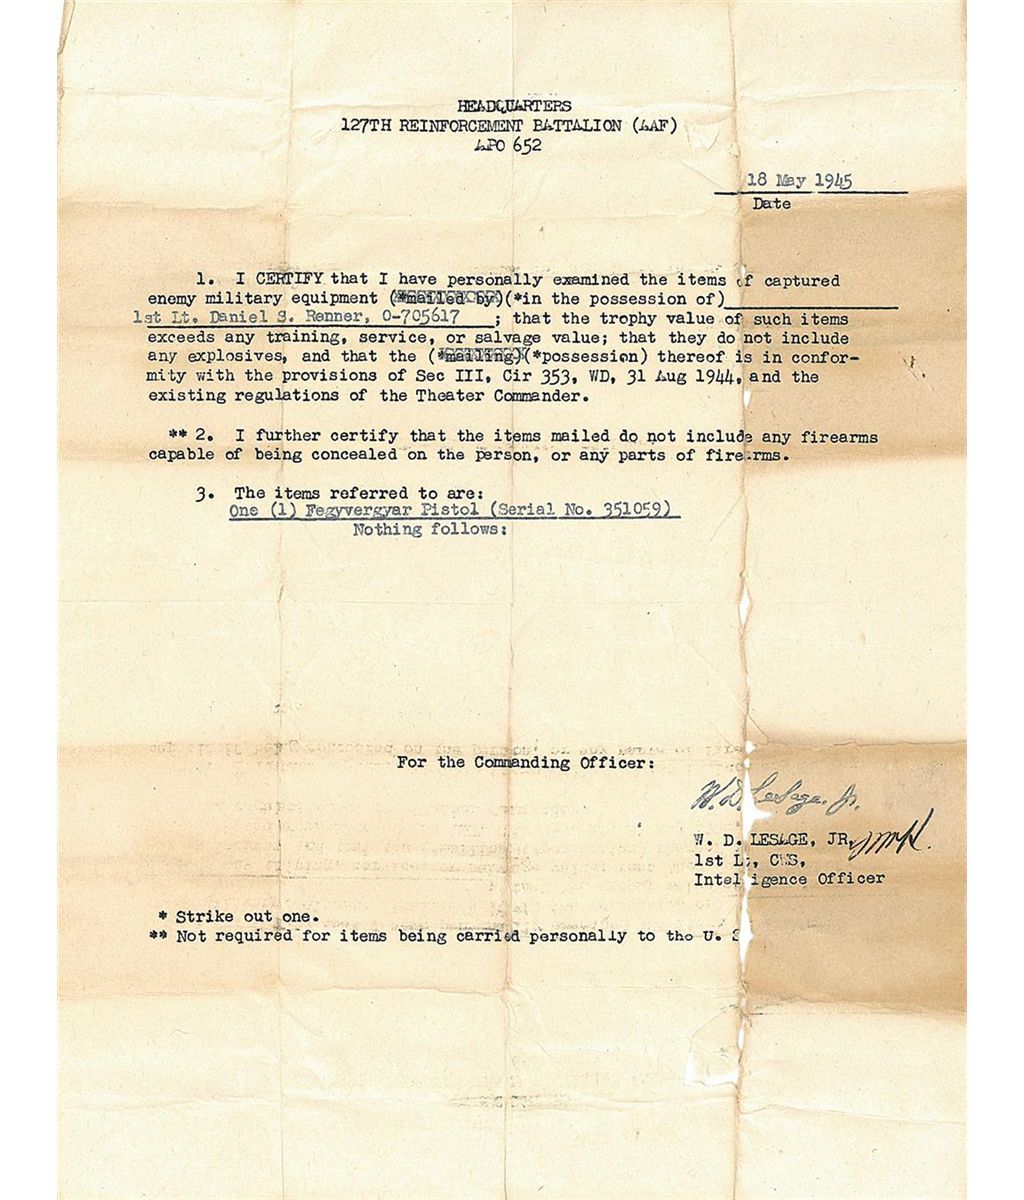 HEADQUARTERS
127TH REINFORCEMENT BATTALION (AAF)
APO 652
18 May 1945
Date
1. I CERTIFY that I have personally examined the items of captured
enemy military equipment (*mailed by)(*in the possession of)
1st Lt. Daniel S. Renner, O-705617 ; that the trophy value of such items
exceeds any training, service, or salvage value; that they do not include
any explosives, and that the (*mailing)(*possession) thereof is in confor-
mity with the provisions of Sec III, Cir 353, WD, 31 Aug 1944, and the
existing regulations of the Theater Commander.
** 2. I further certify that the items mailed do not include any firearms
capable of being concealed on the person, or any parts of firearms.
3. The items referred to are:
One (1) Fegyvergyar Pistol (Serial No. 351059)
Nothing follows:
For the Commanding Officer:
W. D. LeSage, Jr.
W. D. LESAGE, JR.
1st Lt, CWS,
Intelligence Officer
* Strike out one.
** Not required for items being carried personally to the U. S